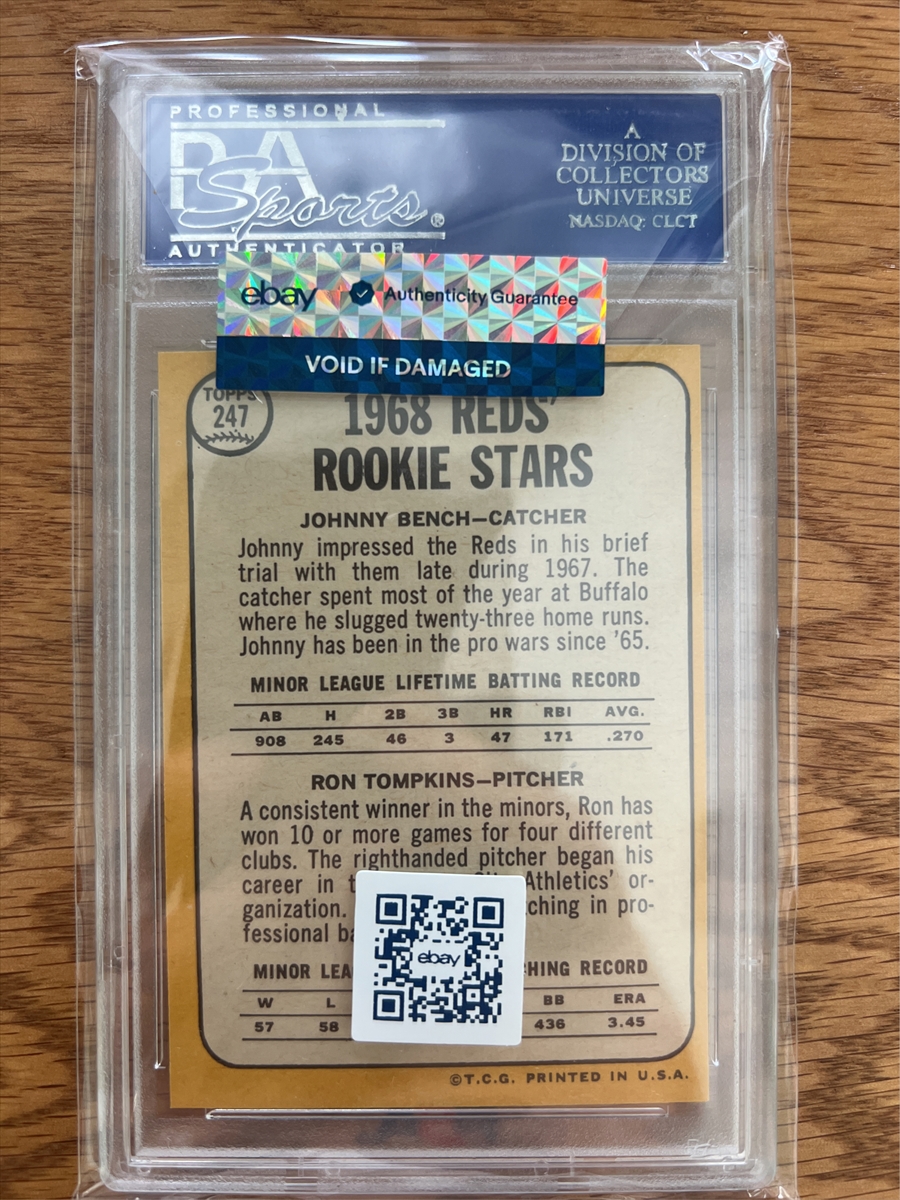 PROFESSIONAL
PSA
Sports®
AUTHENTICATOR
A
DIVISION OF
COLLECTORS
UNIVERSE
NASDAQ: CLCT
ebay Authenticity Guarantee
VOID IF DAMAGED
TOPPS
247
1968 REDS'
ROOKIE STARS
JOHNNY BENCH—CATCHER
Johnny impressed the Reds in his brief
trial with them late during 1967. The
catcher spent most of the year at Buffalo
where he slugged twenty-three home runs.
Johnny has been in the pro wars since '65.
MINOR LEAGUE LIFETIME BATTING RECORD
AB H 2B 3B HR RBI AVG.
908 245 46 3 47 171 .270
RON TOMPKINS—PITCHER
A consistent winner in the minors, Ron has
won 10 or more games for four different
clubs. The righthanded pitcher began his
career in Athletics' or-
ganization. ching in pro-
fessional
MINOR HING RECORD
W L BB ERA
57 58 436 3.45
ebay
©T.C.G. PRINTED IN U.S.A.